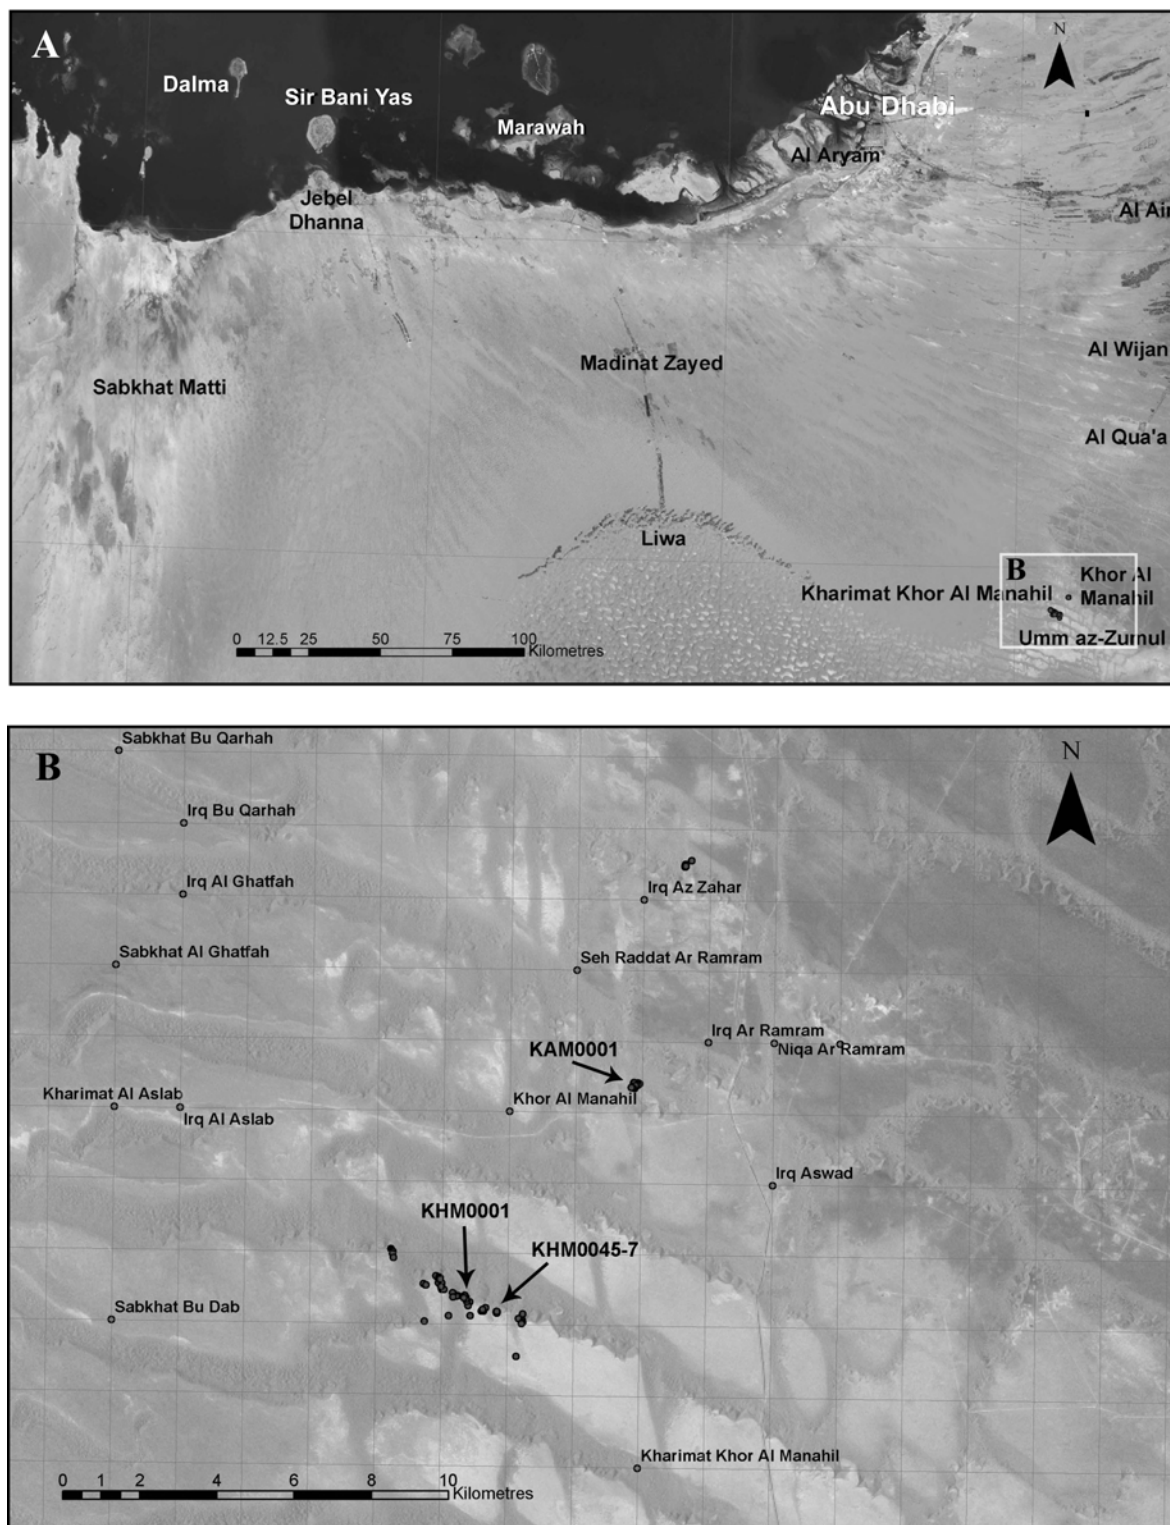 A
N
Dalma
Sir Bani Yas
Marawah
Abu Dhabi
Al Aryam
Jebel
Dhanna
Al Ain
Madinat Zayed
Al Wijan
Sabkhat Matti
Al Qua'a
Liwa
B
Kharimat Khor Al Manahil
Khor Al
Manahil
Umm az-Zumul
0 12.5 25 50 75 100
Kilometres
B
N
Sabkhat Bu Qarhah
Irq Bu Qarhah
Irq Al Ghatfah
Irq Az Zahar
Sabkhat Al Ghatfah
Seh Raddat Ar Ramram
Irq Ar Ramram
Niqa Ar Ramram
KAM0001
Kharimat Al Aslab
Khor Al Manahil
Irq Al Aslab
Irq Aswad
KHM0001
KHM0045-7
Sabkhat Bu Dab
Kharimat Khor Al Manahil
0 1 2 4 6 8 10
Kilometres